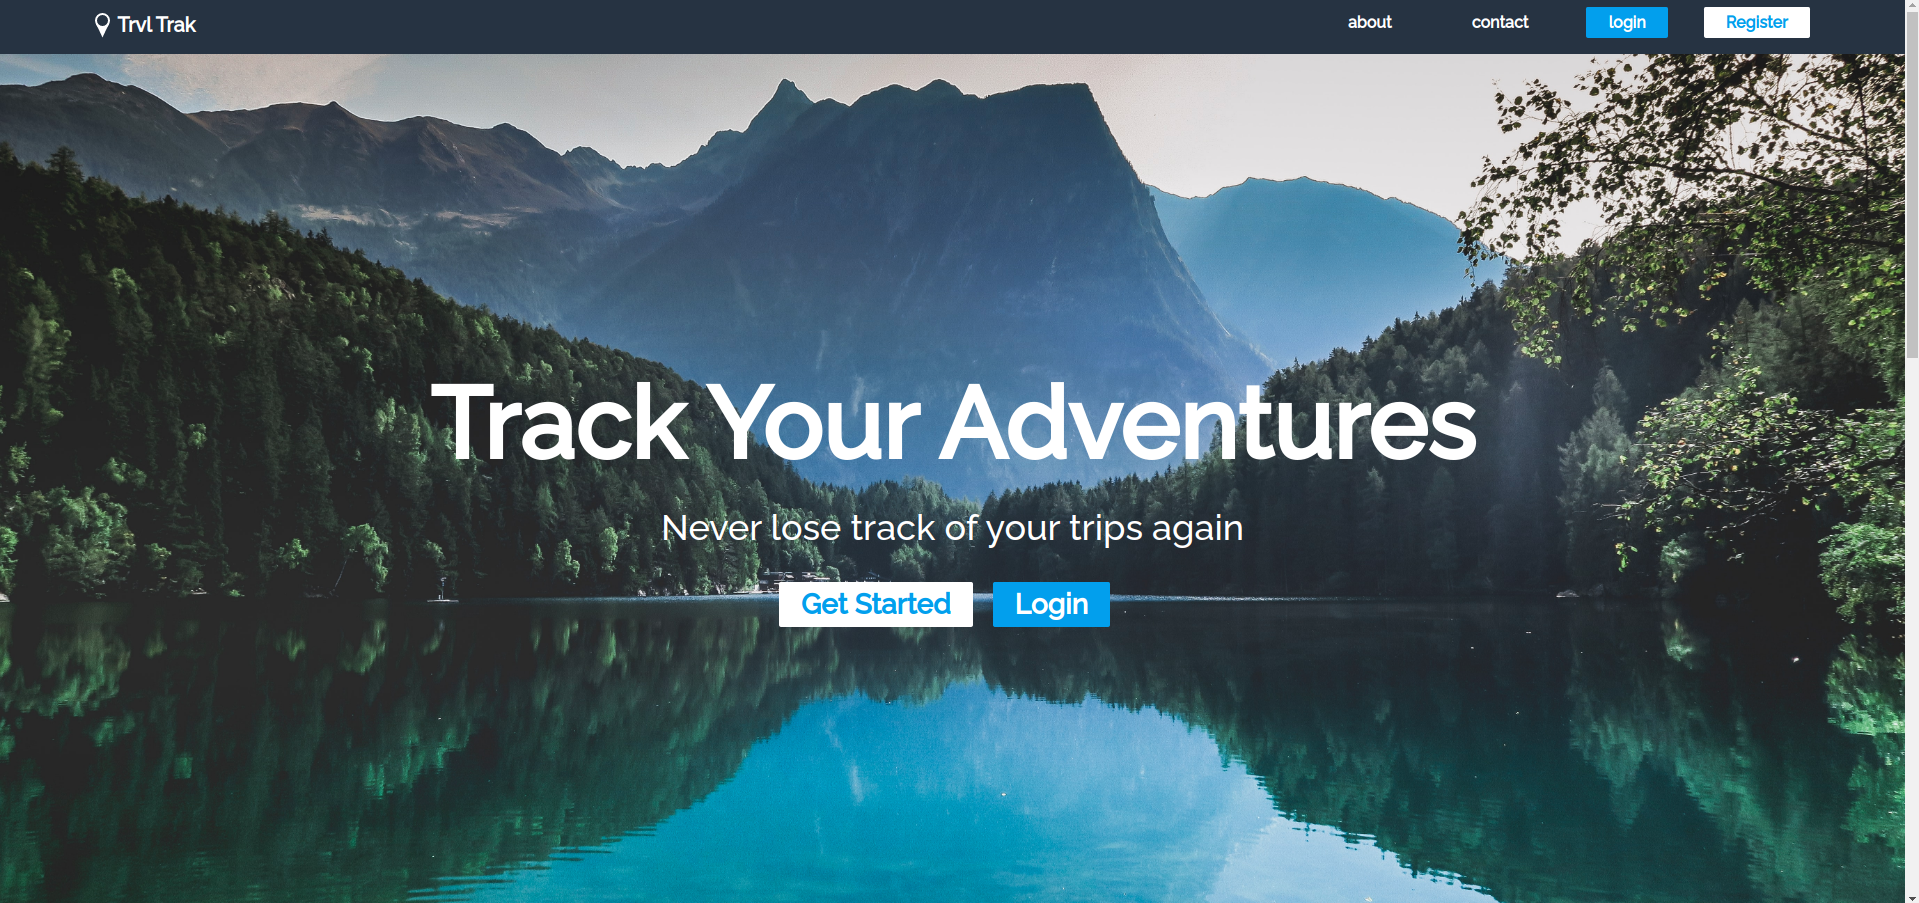 Trvl Trak about contact login Register
Track Your Adventures
Never lose track of your trips again
Get Started Login